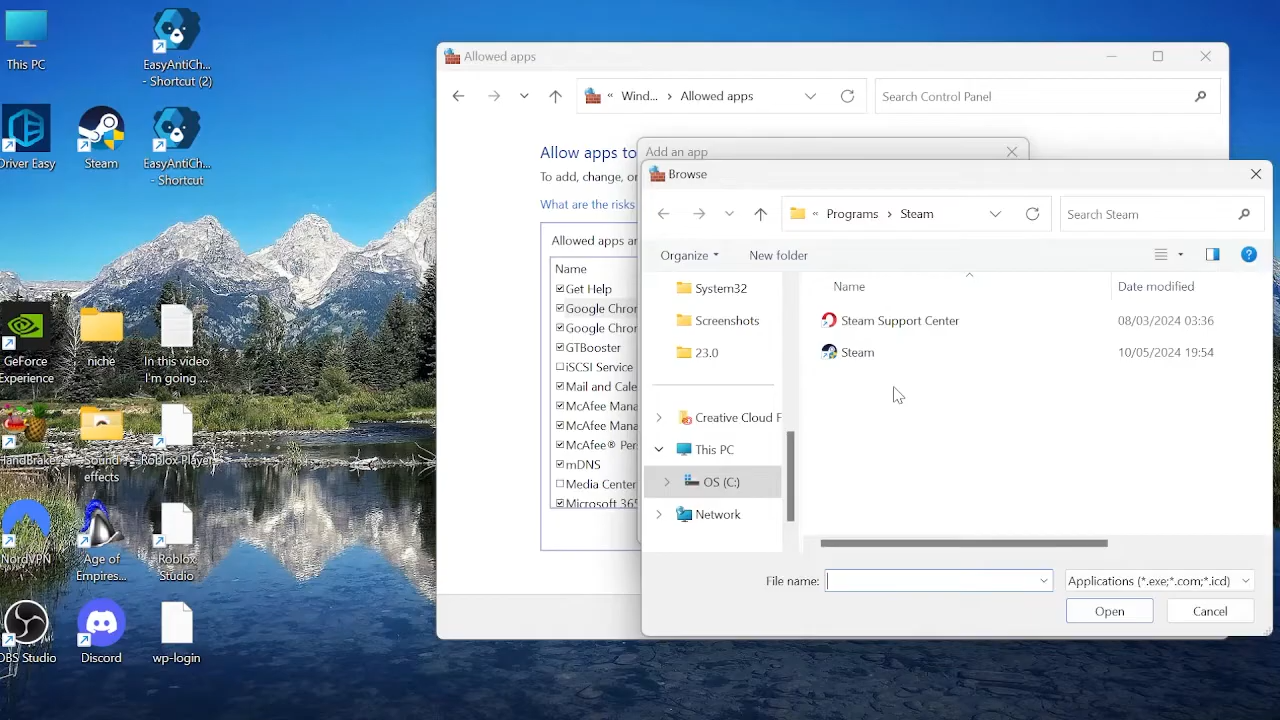 This PC
EasyAntiCh...
- Shortcut (2)
Driver Easy
Steam
EasyAntiCh...
- Shortcut
GeForce
Experience
niche
In this video
I'm going ...
HandBrake
Sound
effects
Roblox Player
NordVPN
Age of
Empires...
Roblox
Studio
OBS Studio
Discord
wp-login
Allowed apps
« Wind... › Allowed apps
Search Control Panel
Allow apps to
To add, change, or
What are the risks
Allowed apps an
Name
Get Help
Google Chron
Google Chron
GTBooster
iSCSI Service
Mail and Cale
McAfee Mana
McAfee Mana
McAfee® Pers
mDNS
Media Center
Microsoft 365
Add an app
Browse
« Programs › Steam
Search Steam
Organize
New folder
System32
Screenshots
23.0
Creative Cloud F
This PC
OS (C:)
Network
Name
Date modified
Steam Support Center
08/03/2024 03:36
Steam
10/05/2024 19:54
File name:
Applications (*.exe;*.com;*.icd)
Open
Cancel